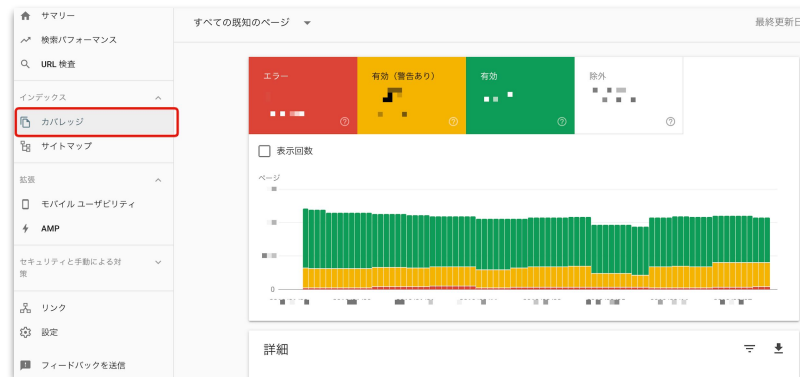 サマリー
検索パフォーマンス
URL 検査
インデックス
カバレッジ
サイトマップ
拡張
モバイル ユーザビリティ
AMP
セキュリティと手動による対
策
リンク
設定
フィードバックを送信
すべての既知のページ
最終更新日
エラー
有効（警告あり）
有効
除外
表示回数
ページ
0
詳細